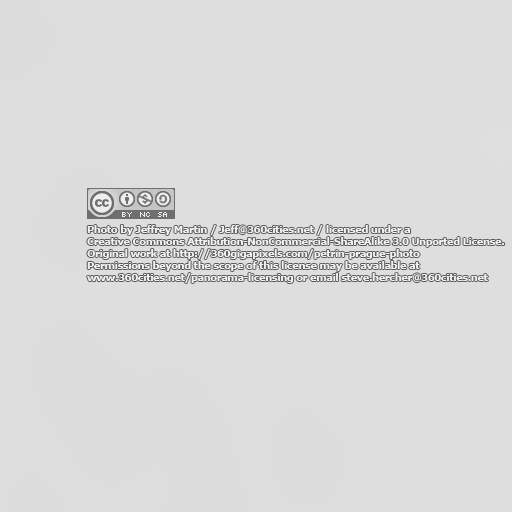 cc
BY NC SA
Photo by Jeffrey Martin / Jeff@360cities.net / licensed under a
Creative Commons Attribution-NonCommercial-ShareAlike 3.0 Unported License.
Original work at http://360gigapixels.com/petrin-prague-photo
Permissions beyond the scope of this license may be available at
www.360cities.net/panorama-licensing or email steve.hercher@360cities.net